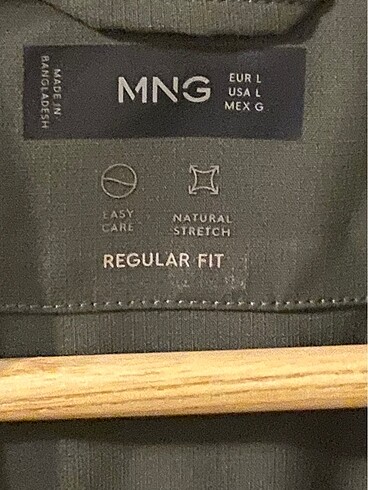 MADE IN
BANGLADESH
MNG
EUR L
USA L
MEX G
EASY
CARE
NATURAL
STRETCH
REGULAR FIT